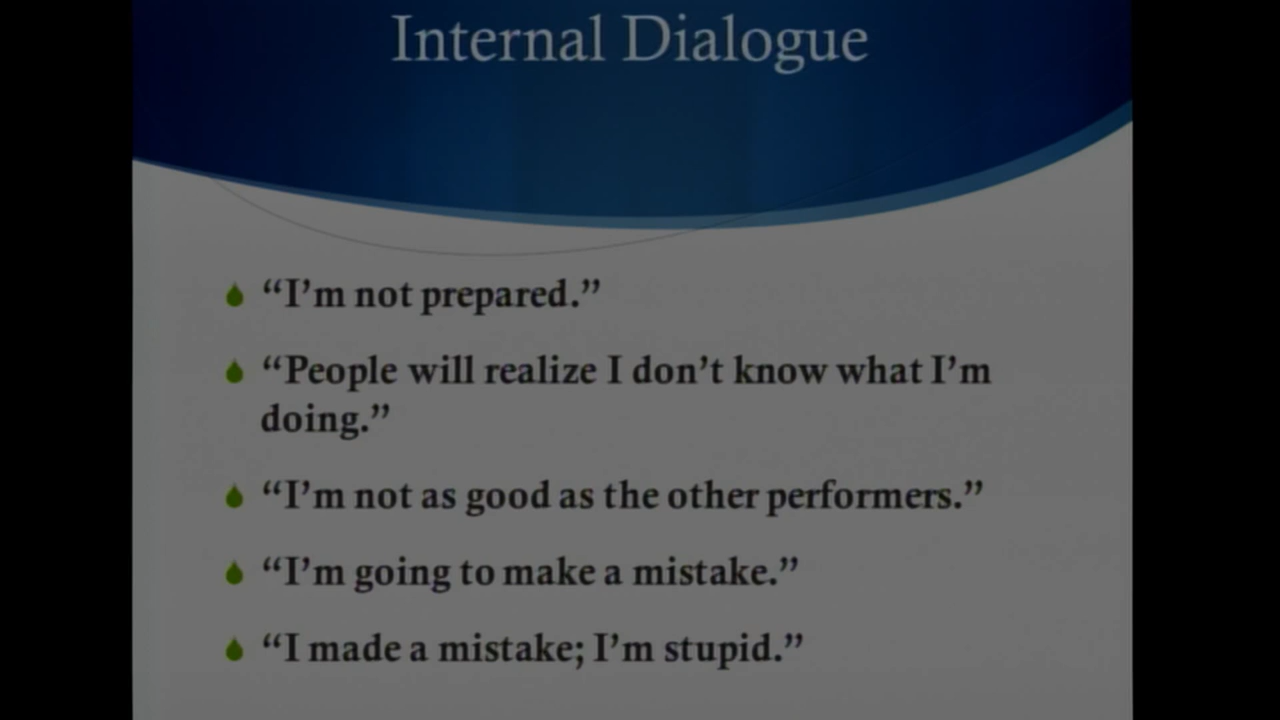 Internal Dialogue
“I’m not prepared.”
“People will realize I don’t know what I’m
doing.”
“I’m not as good as the other performers.”
“I’m going to make a mistake.”
“I made a mistake; I’m stupid.”